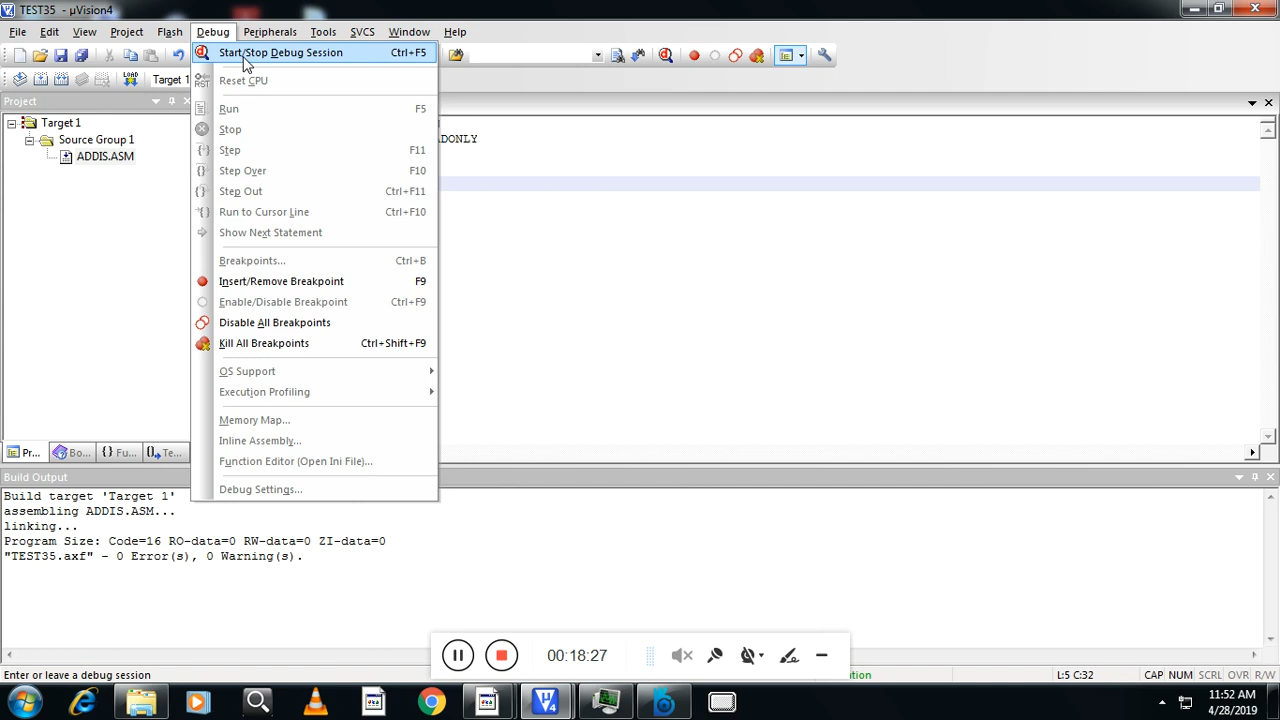 TEST35 - µVision4
File Edit View Project Flash Debug Peripherals Tools SVCS Window Help
Start/Stop Debug Session Ctrl+F5
Target 1
Reset CPU
Project
Run F5
Target 1
Stop
ADONLY
Source Group 1
Step F11
ADDIS.ASM
Step Over F10
Step Out Ctrl+F11
Run to Cursor Line Ctrl+F10
Show Next Statement
Breakpoints... Ctrl+B
Insert/Remove Breakpoint F9
Enable/Disable Breakpoint Ctrl+F9
Disable All Breakpoints
Kill All Breakpoints Ctrl+Shift+F9
OS Support
Execution Profiling
Memory Map...
Inline Assembly...
Function Editor (Open Ini File)...
Debug Settings...
Pr... Bo... {} Fu... Te...
Build Output
Build target 'Target 1'
assembling ADDIS.ASM...
linking...
Program Size: Code=16 RO-data=0 RW-data=0 ZI-data=0
"TEST35.axf" - 0 Error(s), 0 Warning(s).
00:18:27
Enter or leave a debug session
ation
L:5 C:32
CAP NUM SCRL OVR R/W
11:52 AM
4/28/2019